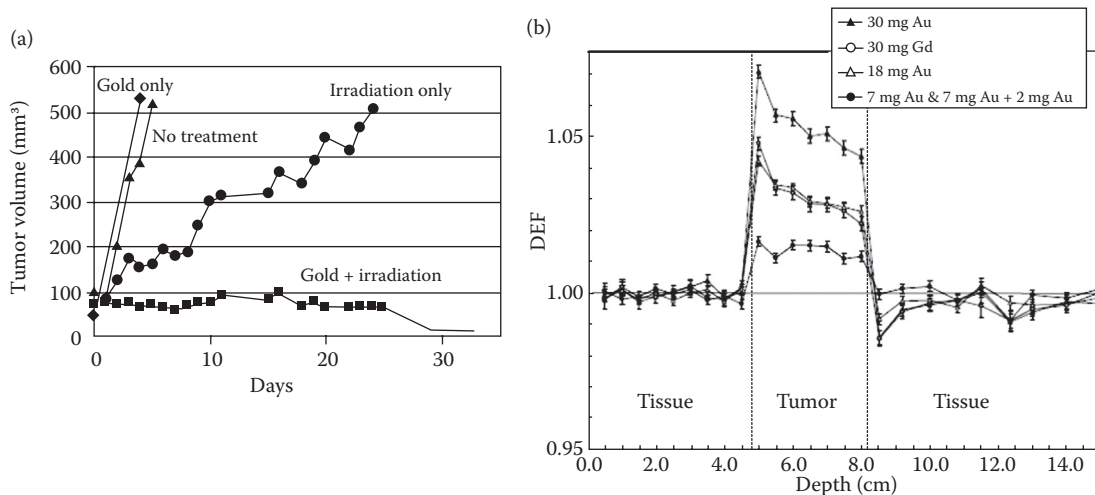 (a)
600
500
400
300
200
100
0
Tumor volume (mm³)
Gold only
No treatment
Irradiation only
Gold + irradiation
0 10 20 30
Days
(b)
30 mg Au
30 mg Gd
18 mg Au
7 mg Au & 7 mg Au + 2 mg Au
1.05
1.00
0.95
DEF
Tissue Tumor Tissue
0.0 2.0 4.0 6.0 8.0 10.0 12.0 14.0
Depth (cm)